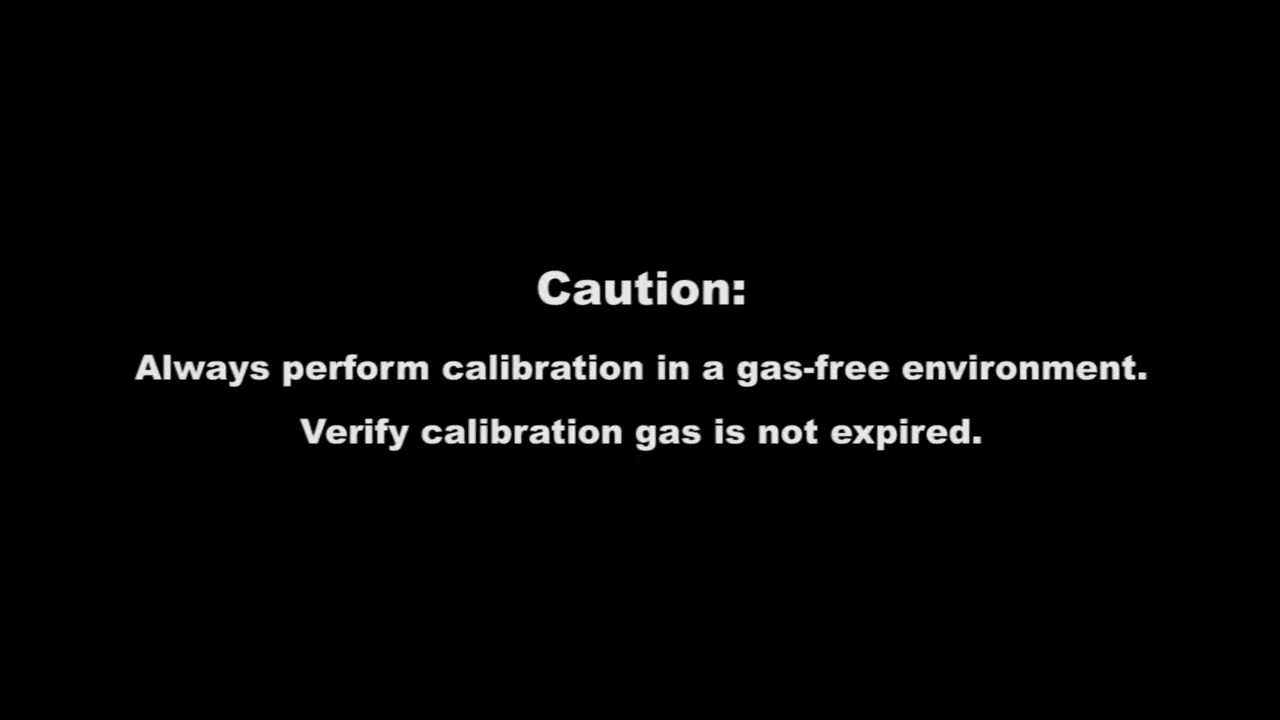 Caution:
Always perform calibration in a gas-free environment.
Verify calibration gas is not expired.